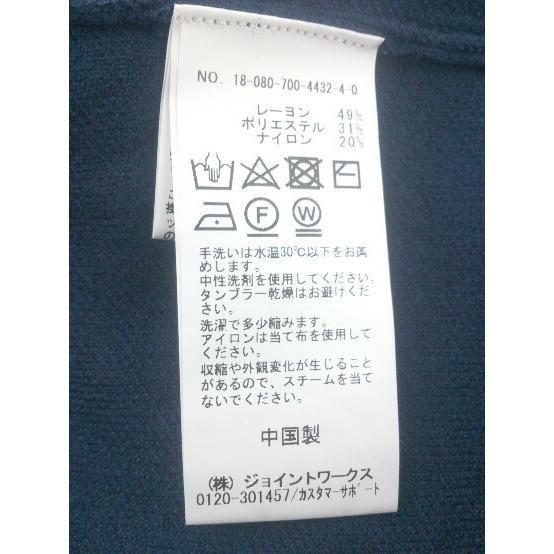 NO. 18-080-700-4432-4-0
レーヨン 49%
ポリエステル 31%
ナイロン 20%
F W
手洗いは水温30℃以下をお薦
めします。
中性洗剤を使用してください。
タンブラー乾燥はお避けくだ
さい。
洗濯で多少縮みます。
アイロンは当て布を使用して
ください。
収縮や外観変化が生じること
があるので、スチームを当て
ないでください。
中国製
(株) ジョイントワークス
0120-301457/カスタマーサポート